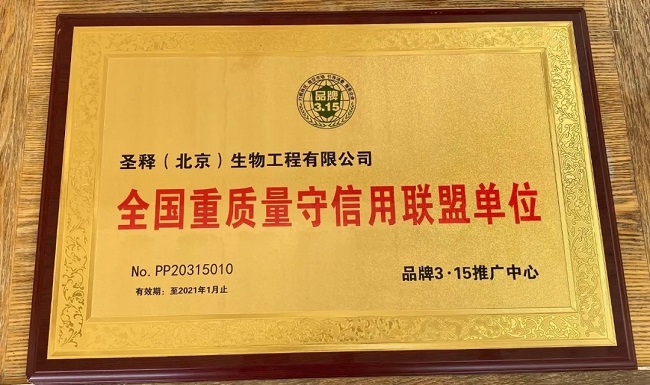 品牌
3.15
圣释（北京）生物工程有限公司
全国重质量守信用联盟单位
No. PP20315010
品牌3·15推广中心
有效期：至2021年1月止